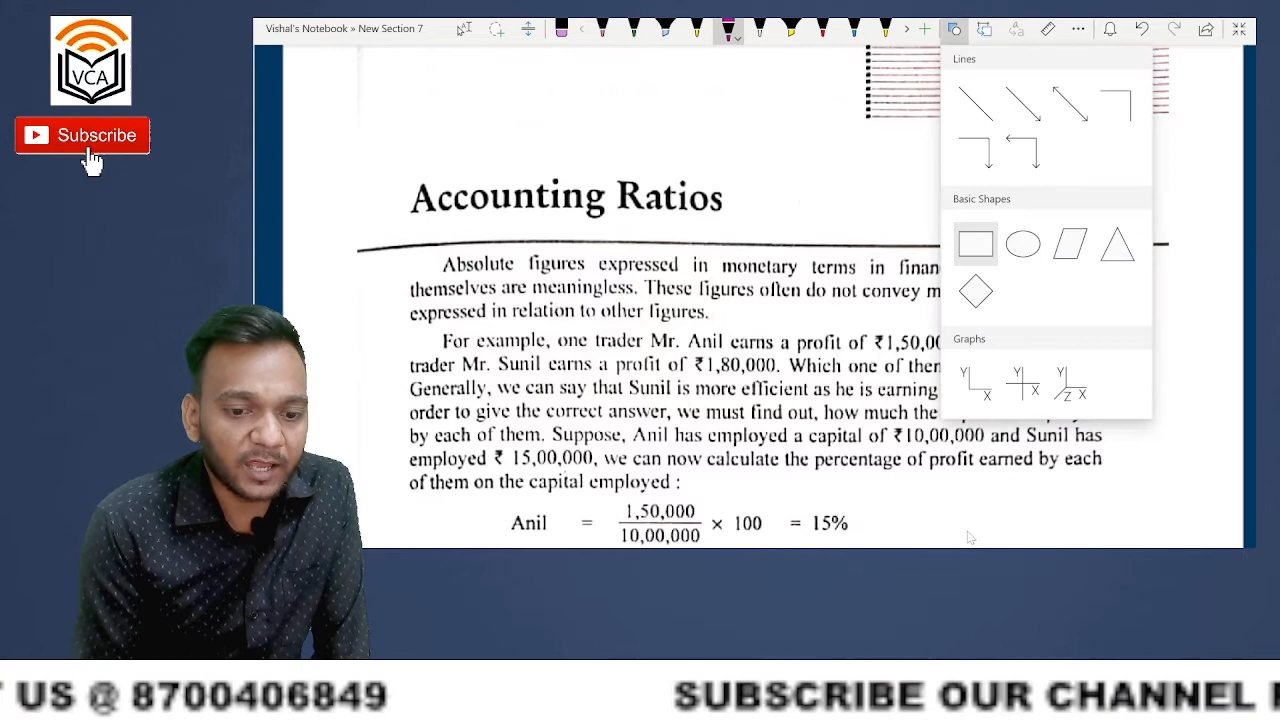 VCA
Subscribe
Vishal's Notebook » New Section 7
Lines
Basic Shapes
Graphs
Y X
Y X
Y Z X
Accounting Ratios
Absolute figures expressed in monetary terms in finan
themselves are meaningless. These figures often do not convey m
expressed in relation to other figures.
For example, one trader Mr. Anil earns a profit of ₹1,50,00
trader Mr. Sunil earns a profit of ₹1,80,000. Which one of them
Generally, we can say that Sunil is more efficient as he is earning
order to give the correct answer, we must find out, how much the
by each of them. Suppose, Anil has employed a capital of ₹10,00,000 and Sunil has
employed ₹ 15,00,000, we can now calculate the percentage of profit earned by each
of them on the capital employed :
Anil = 1,50,000 / 10,00,000 × 100 = 15%
T US @ 8700406849 SUBSCRIBE OUR CHANNEL